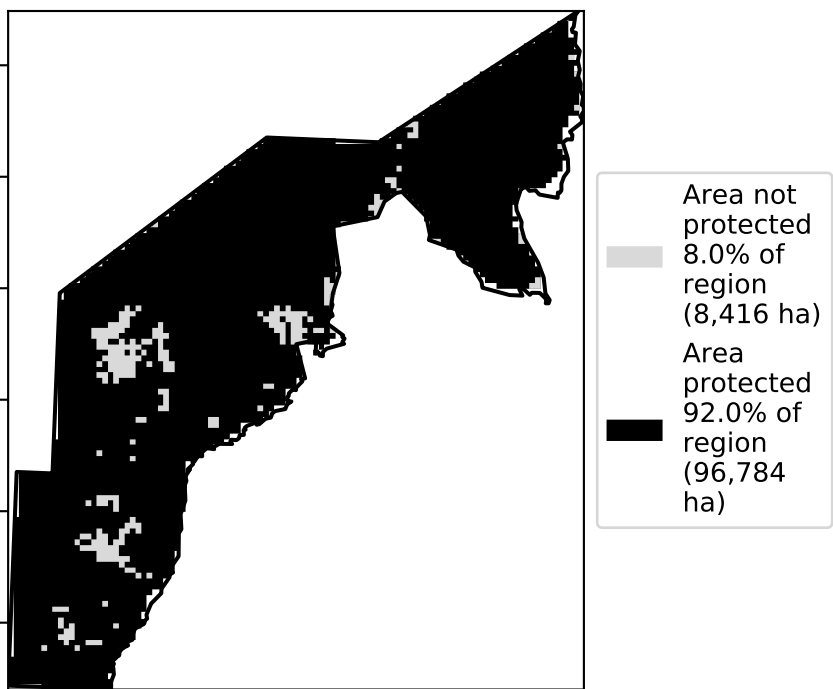 Area not
protected
8.0% of
region
(8,416 ha)
Area
protected
92.0% of
region
(96,784
ha)